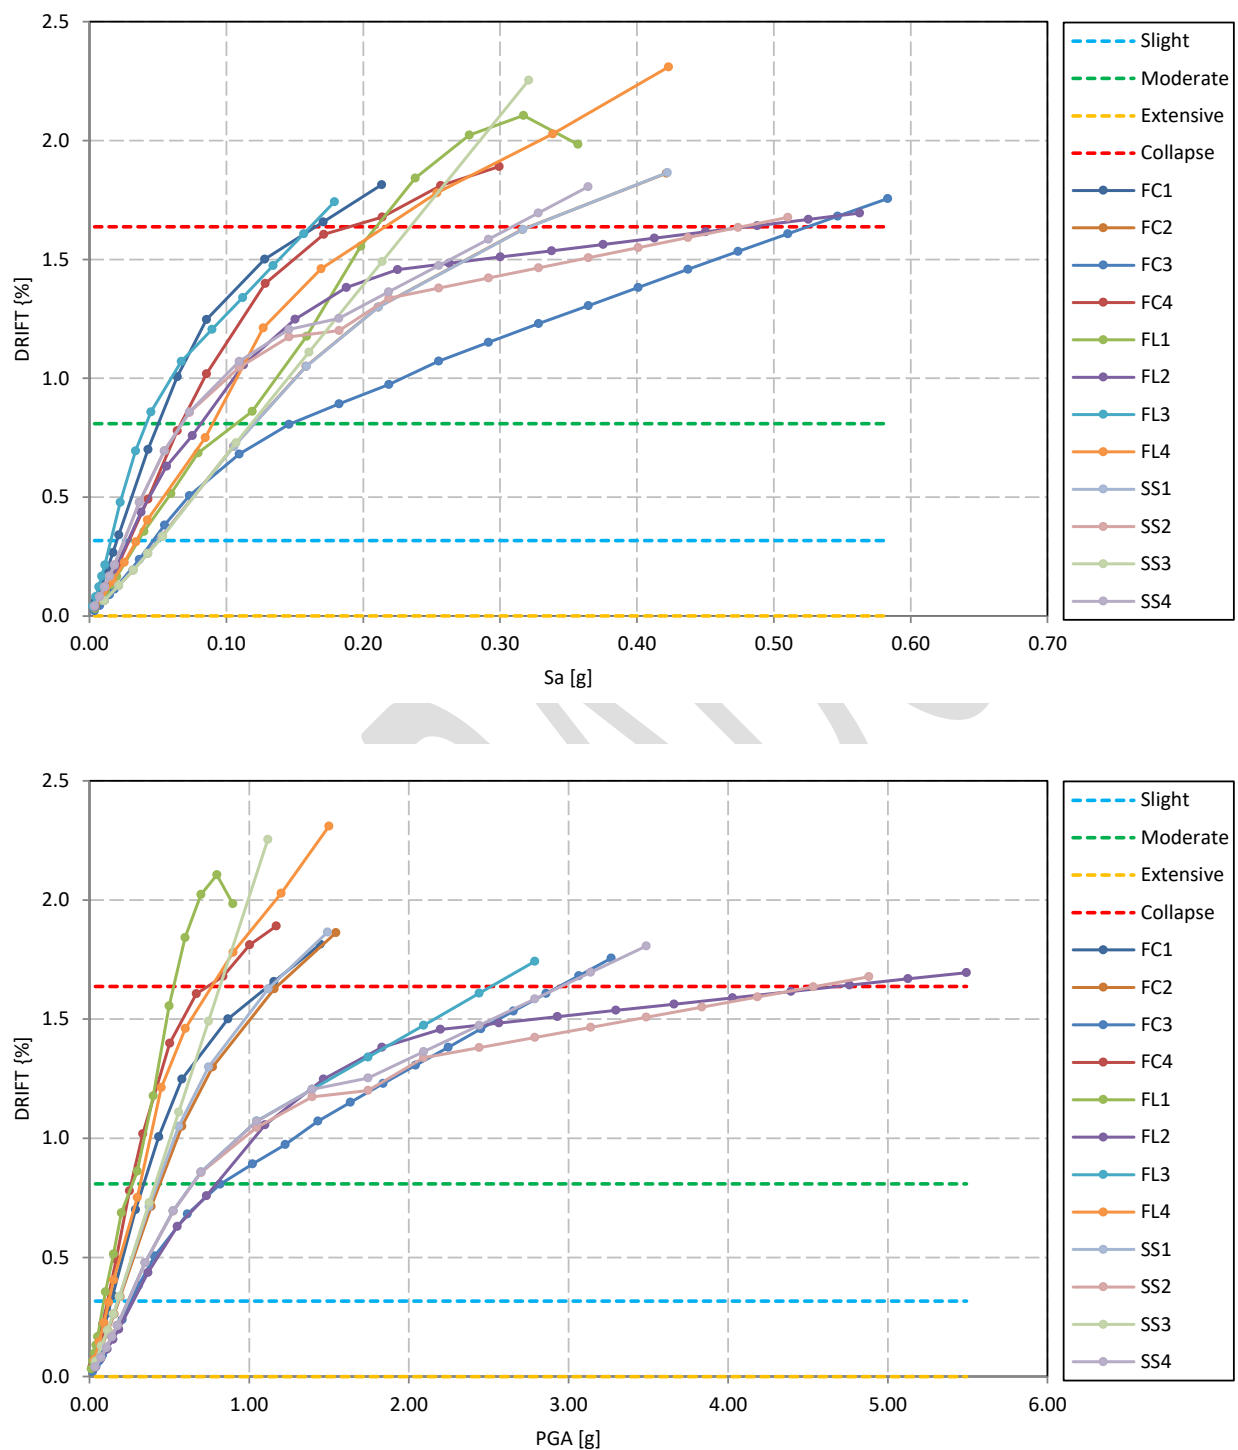 2.5
2.0
1.5
1.0
0.5
0.0
DRIFT {%]
0.00 0.10 0.20 0.30 0.40 0.50 0.60 0.70
Sa [g]
Slight
Moderate
Extensive
Collapse
FC1
FC2
FC3
FC4
FL1
FL2
FL3
FL4
SS1
SS2
SS3
SS4
2.5
2.0
1.5
1.0
0.5
0.0
DRIFT {%]
0.00 1.00 2.00 3.00 4.00 5.00 6.00
PGA [g]
Slight
Moderate
Extensive
Collapse
FC1
FC2
FC3
FC4
FL1
FL2
FL3
FL4
SS1
SS2
SS3
SS4